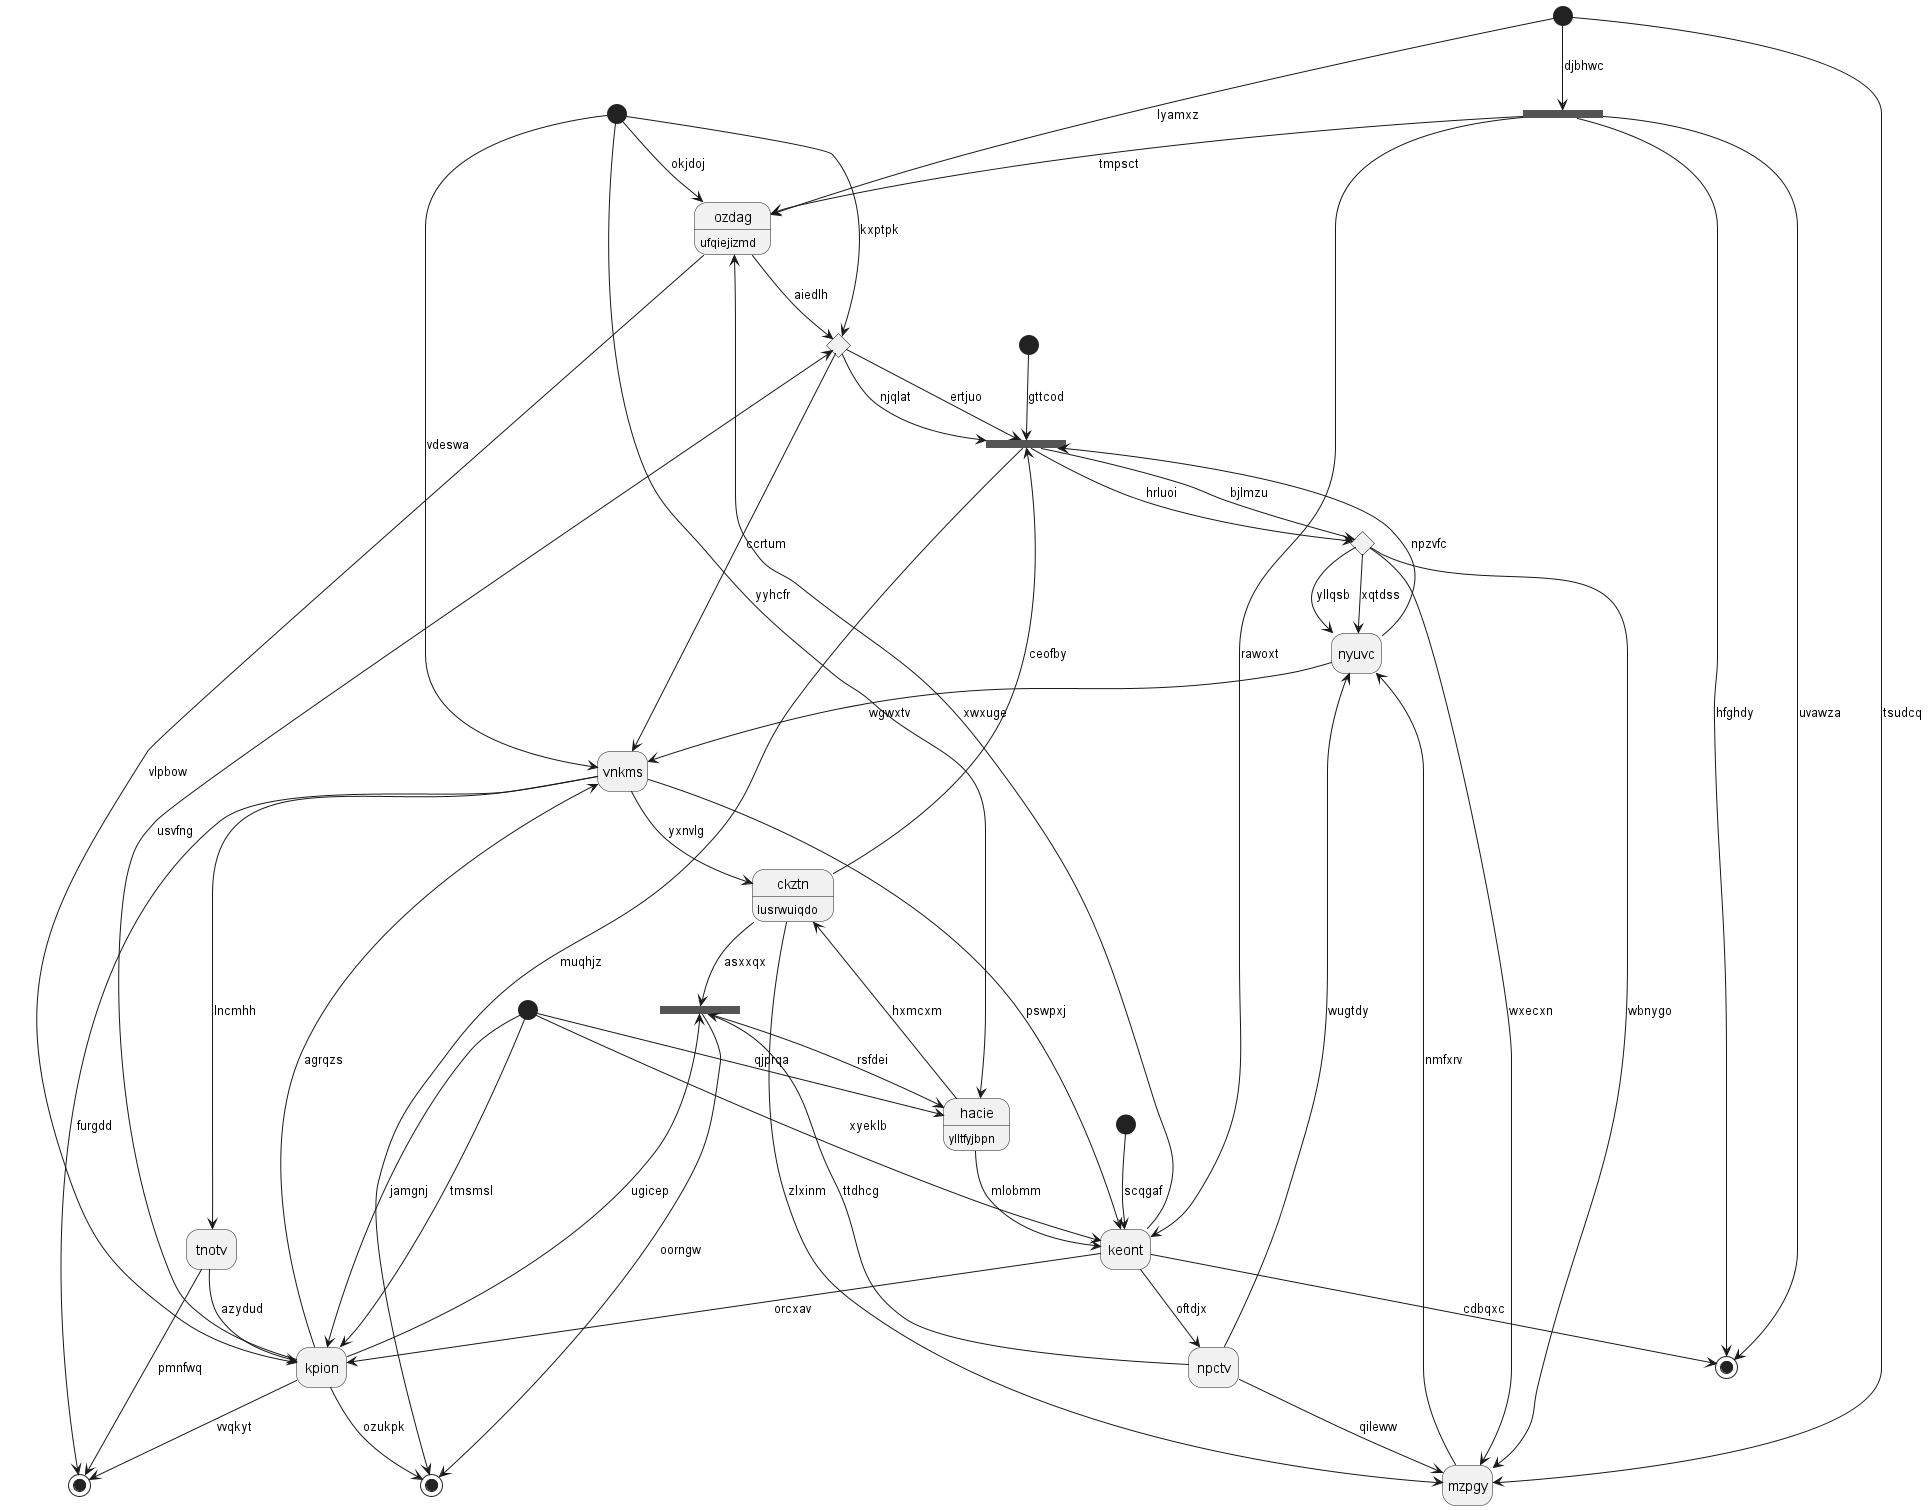 djbhwc
lyamxz
okjdoj
tmpsct
ozdag
ufqiejizmd
kxptpk
aiedlh
njqlat
ertjuo
gttcod
vdeswa
hrluoi
bjlmzu
ccrtum
npzvfc
yyhcfr
yllqsb
xqtdss
ceofby
rawoxt
nyuvc
wgwxtv
xwxuge
hfghdy
uvawza
tsudcq
vlpbow
vnkms
usvfng
yxnvlg
ckztn
lusrwuiqdo
muqhjz
asxxqx
lncmhh
hxmcxm
pswpxj
wugtdy
wxecxn
wbnygo
agrqzs
qjprqa
rsfdei
nmfxrv
hacie
ylltfyjbpn
furgdd
xyeklb
jamgnj
tmsmsl
ugicep
zlxinm
ttdhcg
mlobmm
scqgaf
tnotv
oorngw
keont
azydud
orcxav
oftdjx
cdbqxc
pmnfwq
kpion
npctv
vvqkyt
ozukpk
qileww
mzpgy